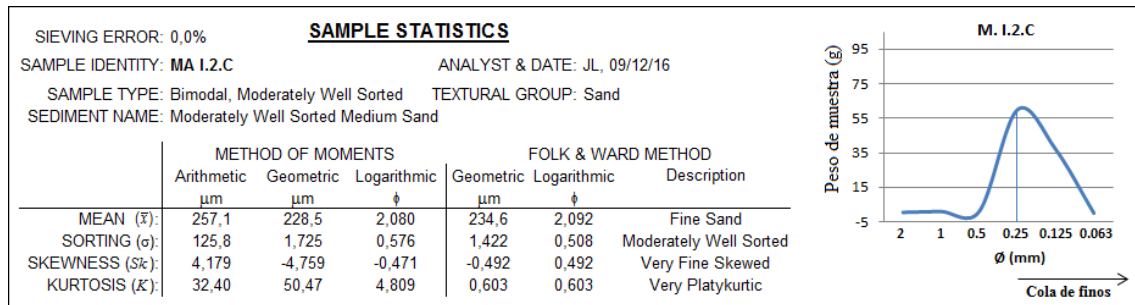 SAMPLE STATISTICS
SIEVING ERROR: 0,0%
SAMPLE IDENTITY: MA I.2.C ANALYST & DATE: JL, 09/12/16
SAMPLE TYPE: Bimodal, Moderately Well Sorted TEXTURAL GROUP: Sand
SEDIMENT NAME: Moderately Well Sorted Medium Sand
METHOD OF MOMENTS FOLK & WARD METHOD
Arithmetic Geometric Logarithmic Geometric Logarithmic Description
μm μm ϕ μm ϕ
MEAN (x̄): 257,1 228,5 2,080 234,6 2,092 Fine Sand
SORTING (σ): 125,8 1,725 0,576 1,422 0,508 Moderately Well Sorted
SKEWNESS (Sk): 4,179 -4,759 -0,471 -0,492 0,492 Very Fine Skewed
KURTOSIS (K): 32,40 50,47 4,809 0,603 0,603 Very Platykurtic
M. I.2.C
Peso de muestra (g)
95
75
55
35
15
-5
2 1 0.5 0.25 0.125 0.063
Ø (mm)
Cola de finos